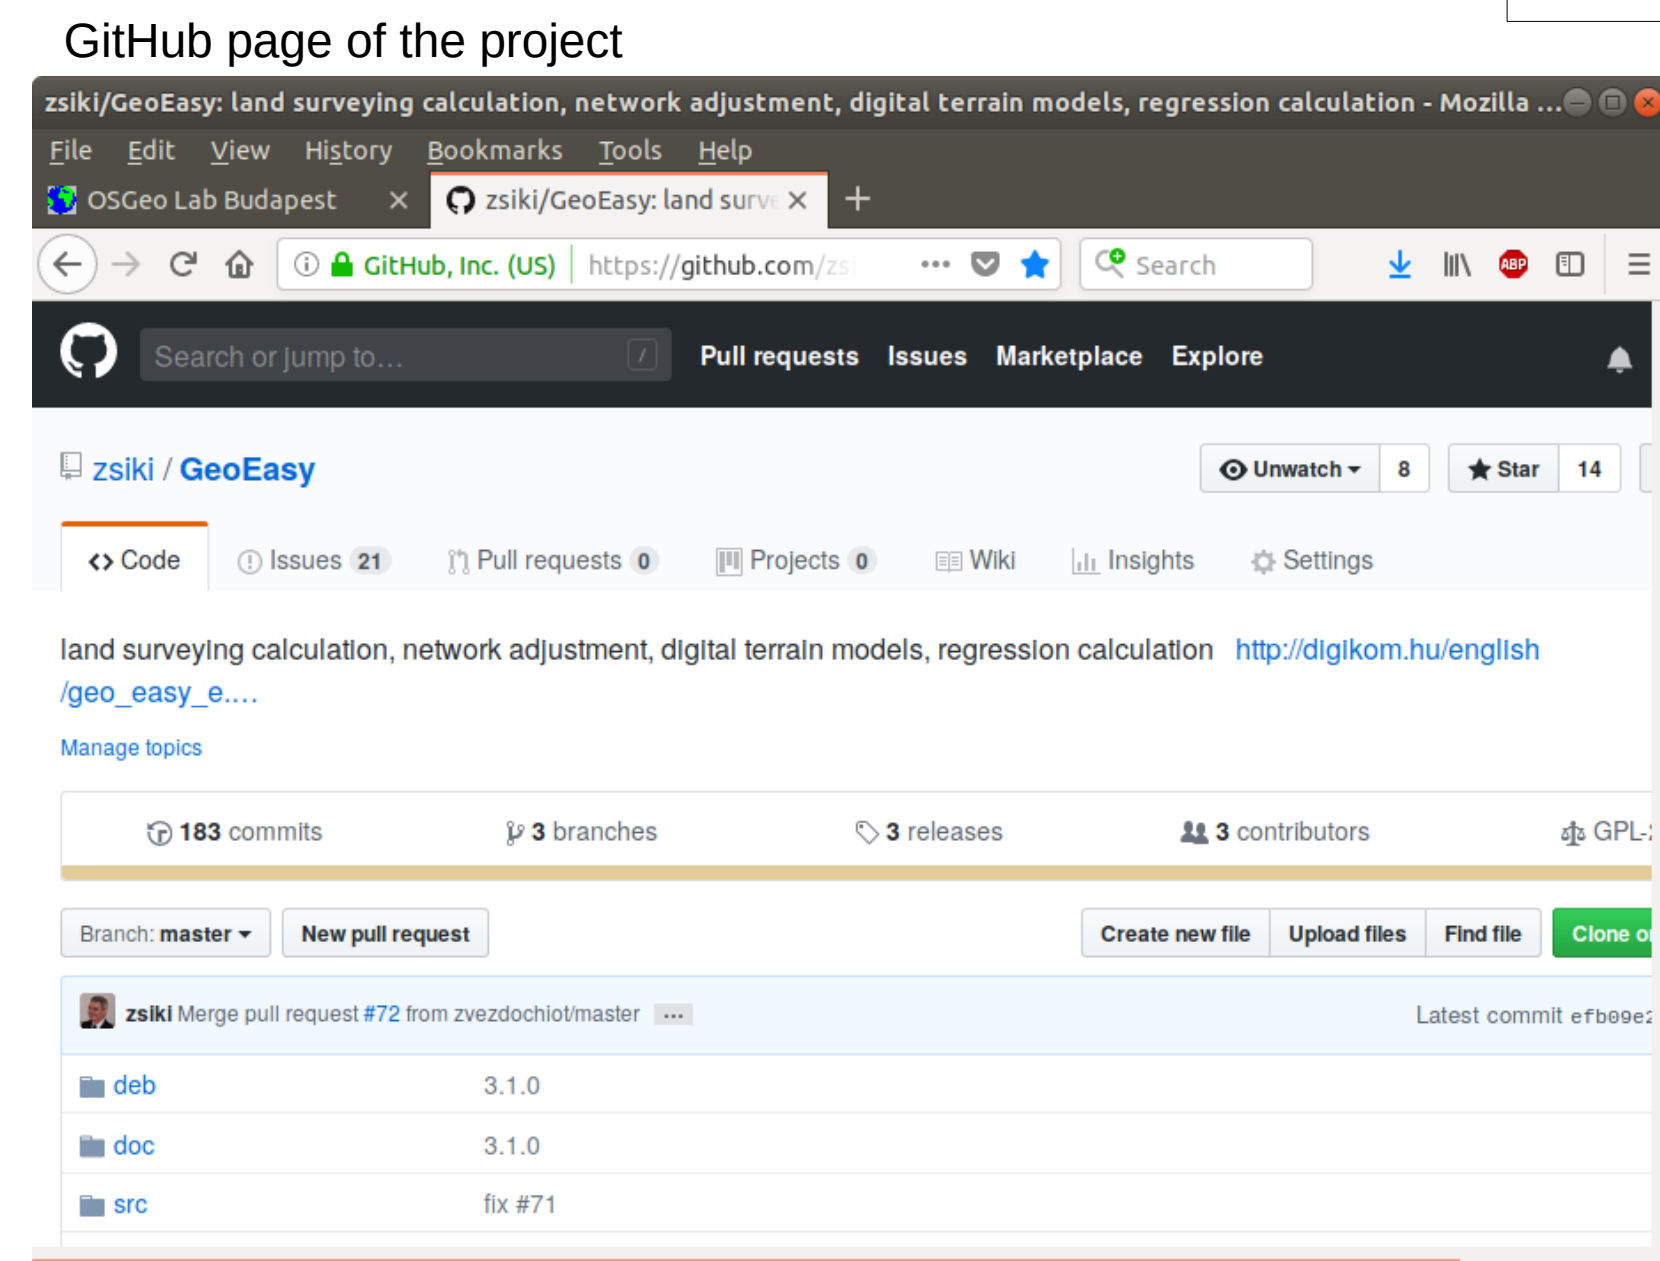 GitHub page of the project
zsiki/GeoEasy: land surveying calculation, network adjustment, digital terrain models, regression calculation - Mozilla ...
File Edit View History Bookmarks Tools Help
OSGeo Lab Budapest zsiki/GeoEasy: land surve
GitHub, Inc. (US) https://github.com/zsi Search ABP
Search or jump to... / Pull requests Issues Marketplace Explore
zsiki / GeoEasy Unwatch 8 Star 14
Code Issues 21 Pull requests 0 Projects 0 Wiki Insights Settings
land surveying calculation, network adjustment, digital terrain models, regression calculation http://digikom.hu/english
/geo_easy_e....
Manage topics
183 commits 3 branches 3 releases 3 contributors GPL-
Branch: master New pull request Create new file Upload files Find file Clone
zsiki Merge pull request #72 from zvezdochiot/master ... Latest commit efb09e2
deb 3.1.0
doc 3.1.0
src fix #71